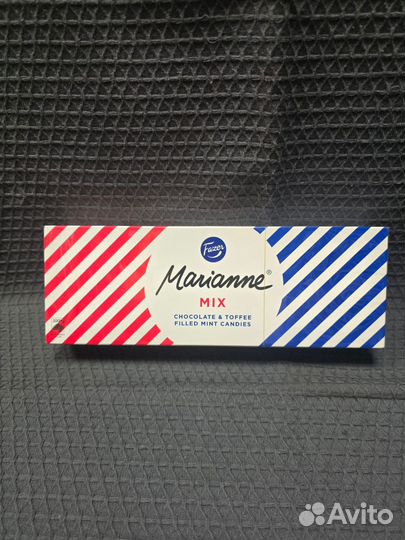 Fazer
Marianne®
MIX
CHOCOLATE & TOFFEE
FILLED MINT CANDIES
Avito